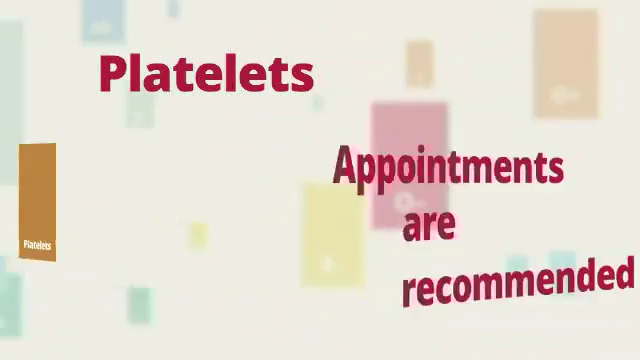 Platelets
Appointments
are
recommended
Platelets